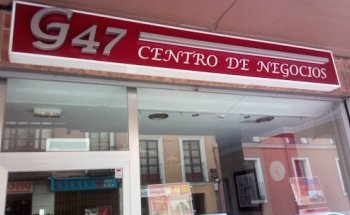 G47 CENTRO DE NEGOCIOS